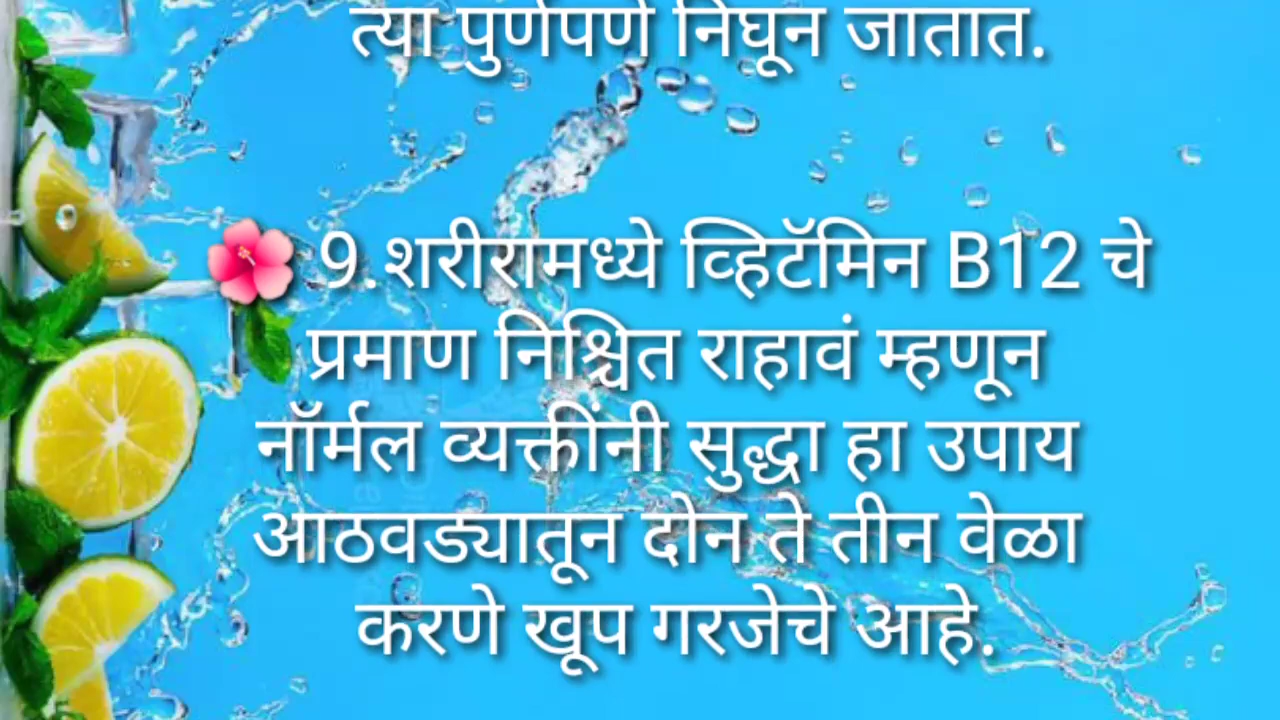 त्या पुर्णपणे निघून जातात.
🌺 9.शरीरामध्ये व्हिटॅमिन B12 चे
प्रमाण निश्चित राहावं म्हणून
नॉर्मल व्यक्तींनी सुद्धा हा उपाय
आठवड्यातून दोन ते तीन वेळा
करणे खूप गरजेचे आहे.